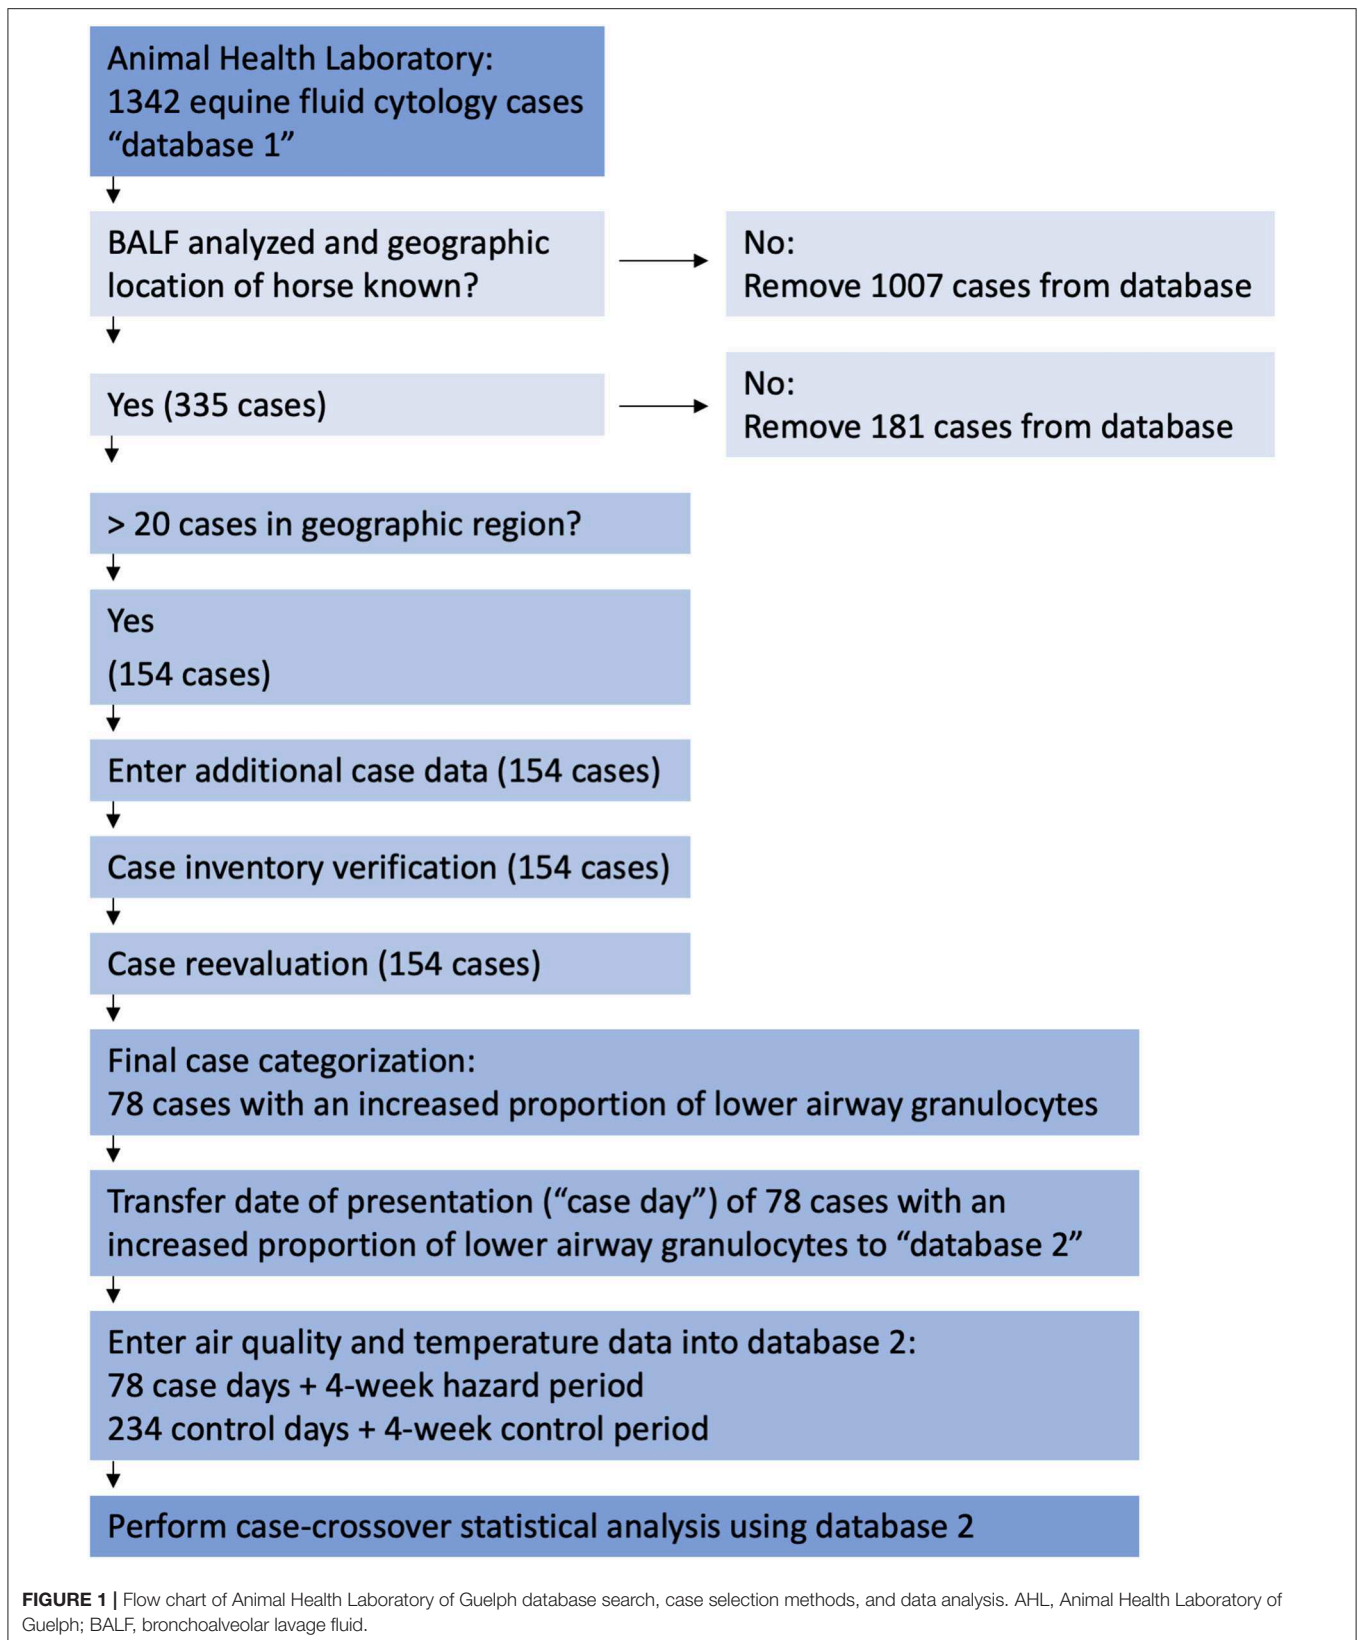 Animal Health Laboratory:
1342 equine fluid cytology cases
“database 1”
BALF analyzed and geographic
location of horse known?
No:
Remove 1007 cases from database
Yes (335 cases)
No:
Remove 181 cases from database
> 20 cases in geographic region?
Yes
(154 cases)
Enter additional case data (154 cases)
Case inventory verification (154 cases)
Case reevaluation (154 cases)
Final case categorization:
78 cases with an increased proportion of lower airway granulocytes
Transfer date of presentation (“case day”) of 78 cases with an
increased proportion of lower airway granulocytes to “database 2”
Enter air quality and temperature data into database 2:
78 case days + 4-week hazard period
234 control days + 4-week control period
Perform case-crossover statistical analysis using database 2
FIGURE 1 | Flow chart of Animal Health Laboratory of Guelph database search, case selection methods, and data analysis. AHL, Animal Health Laboratory of
Guelph; BALF, bronchoalveolar lavage fluid.